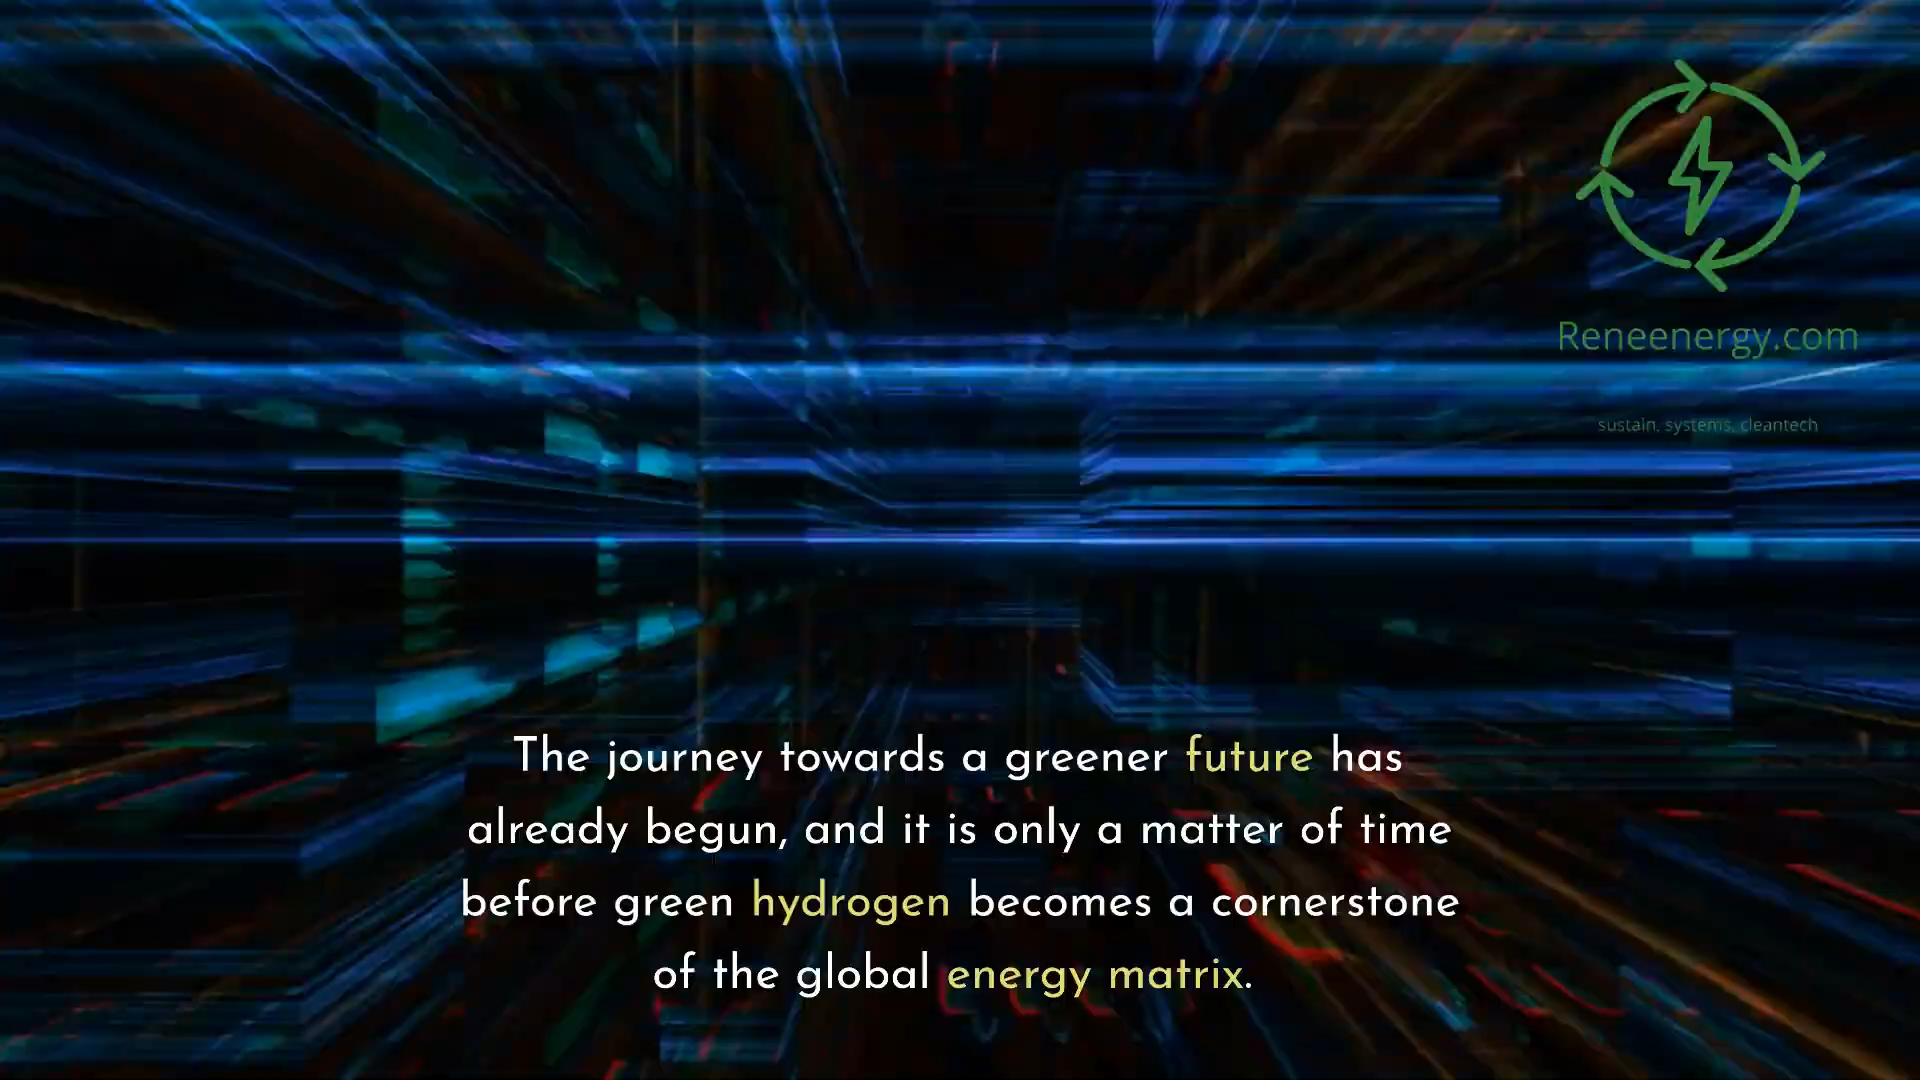 Reneenergy.com
sustain, systems, cleantech
The journey towards a greener future has
already begun, and it is only a matter of time
before green hydrogen becomes a cornerstone
of the global energy matrix.